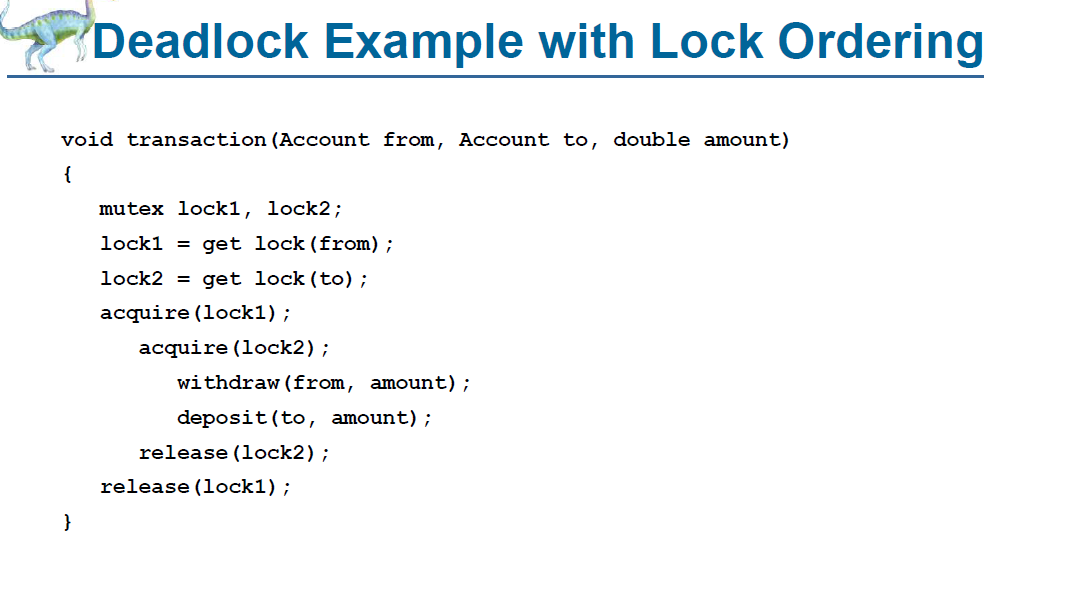 Deadlock Example with Lock Ordering
void transaction(Account from, Account to, double amount)
{
mutex lock1, lock2;
lock1 = get lock(from);
lock2 = get lock(to);
acquire(lock1);
acquire(lock2);
withdraw(from, amount);
deposit(to, amount);
release(lock2);
release(lock1);
}